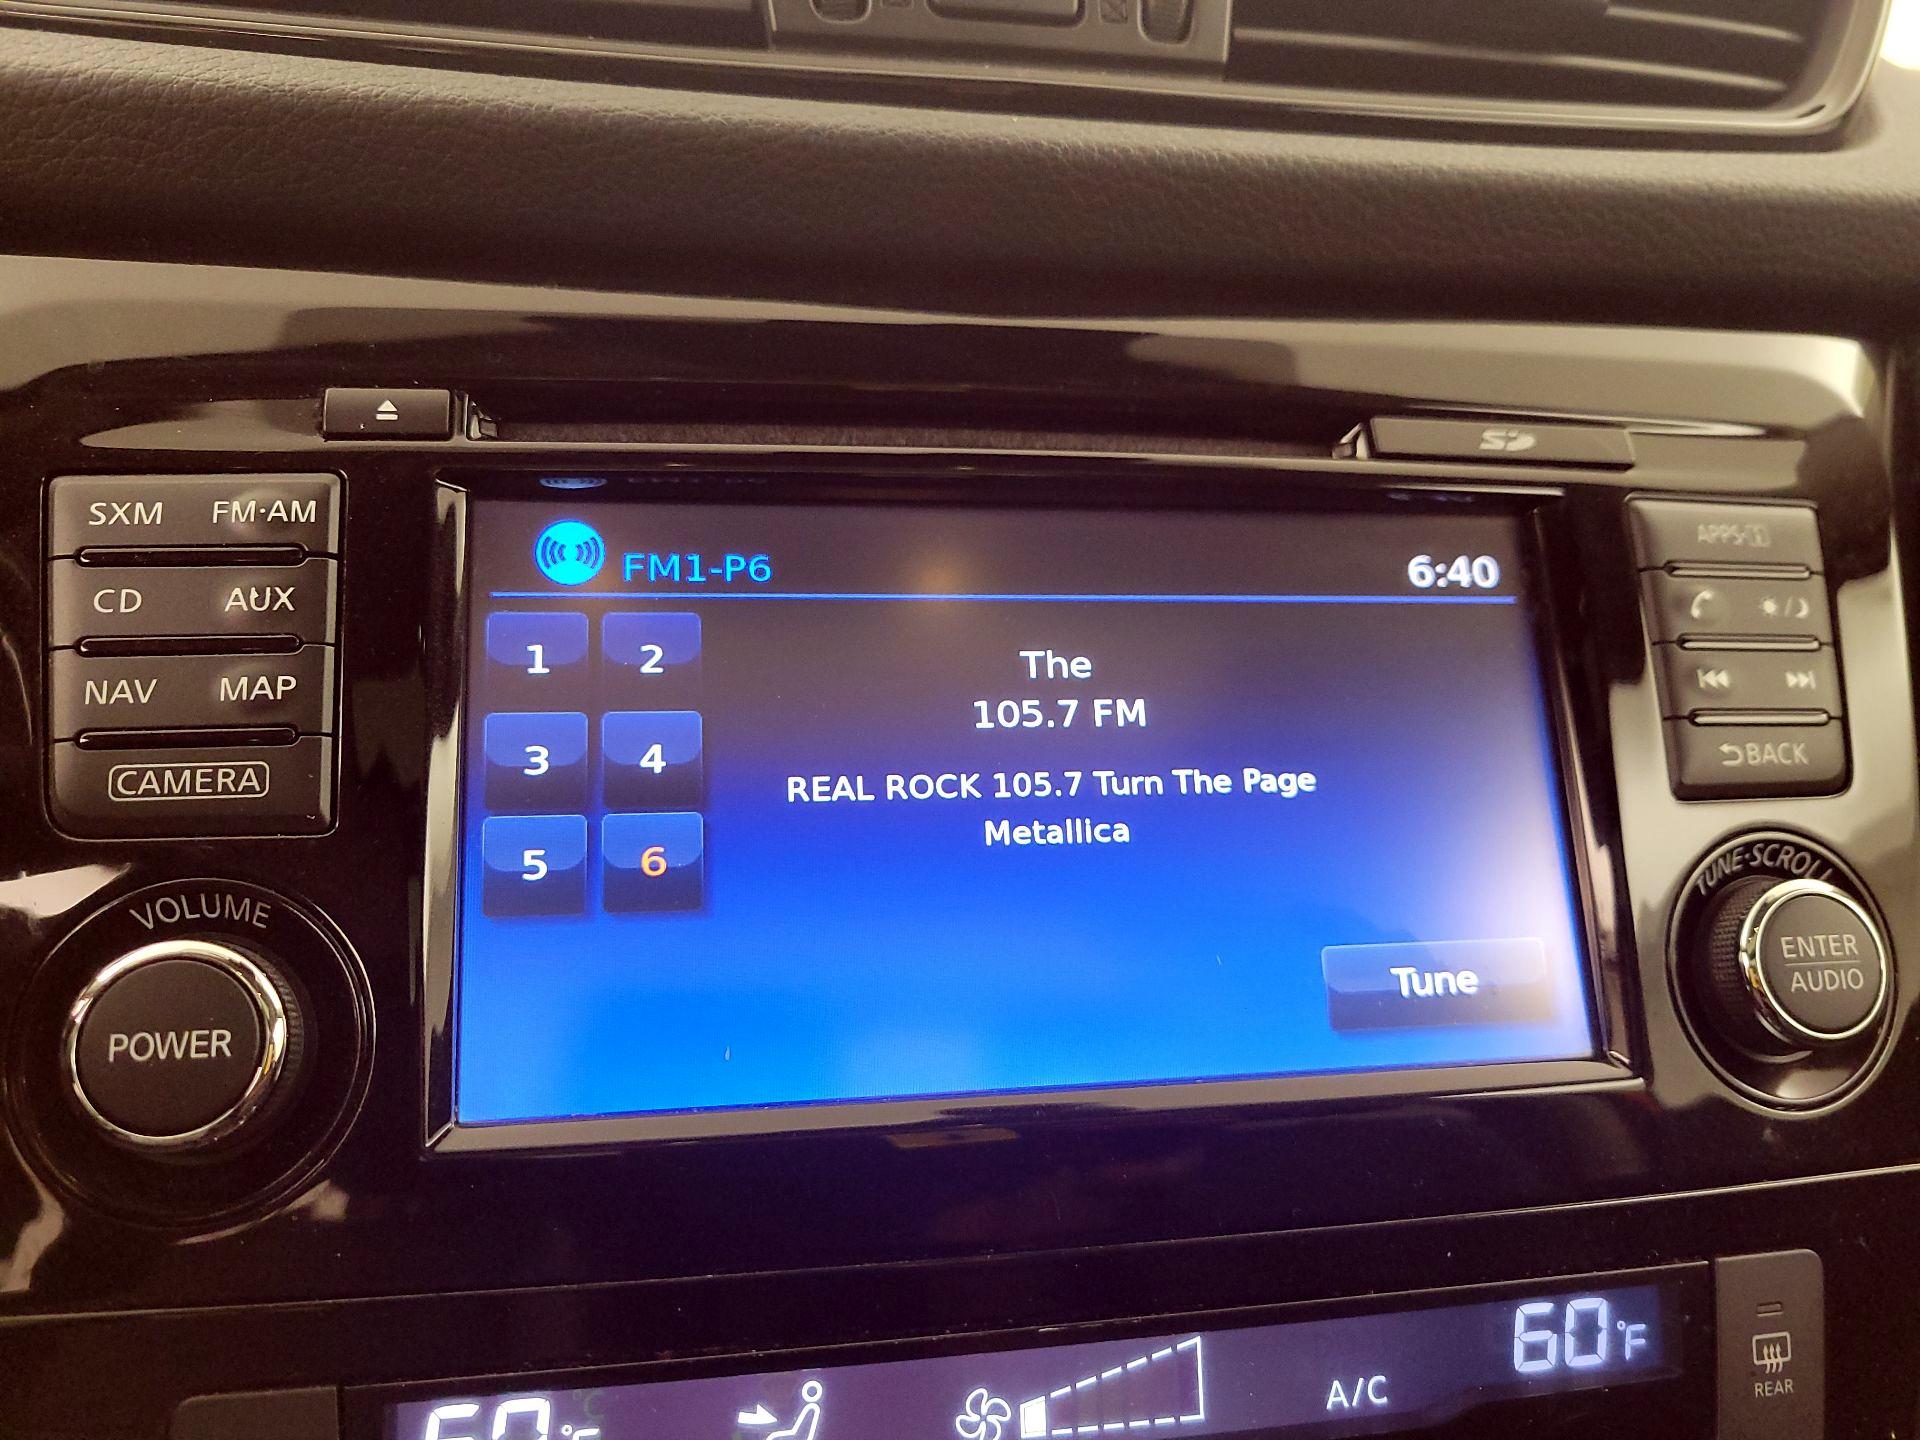 SXM FM·AM
CD AUX
NAV MAP
CAMERA
VOLUME
POWER
FM1-P6
6:40
1 2
3 4
5 6
The
105.7 FM
REAL ROCK 105.7 Turn The Page
Metallica
Tune
APPS·i
BACK
TUNE·SCROLL
ENTER
AUDIO
60°F
A/C
60°F
REAR